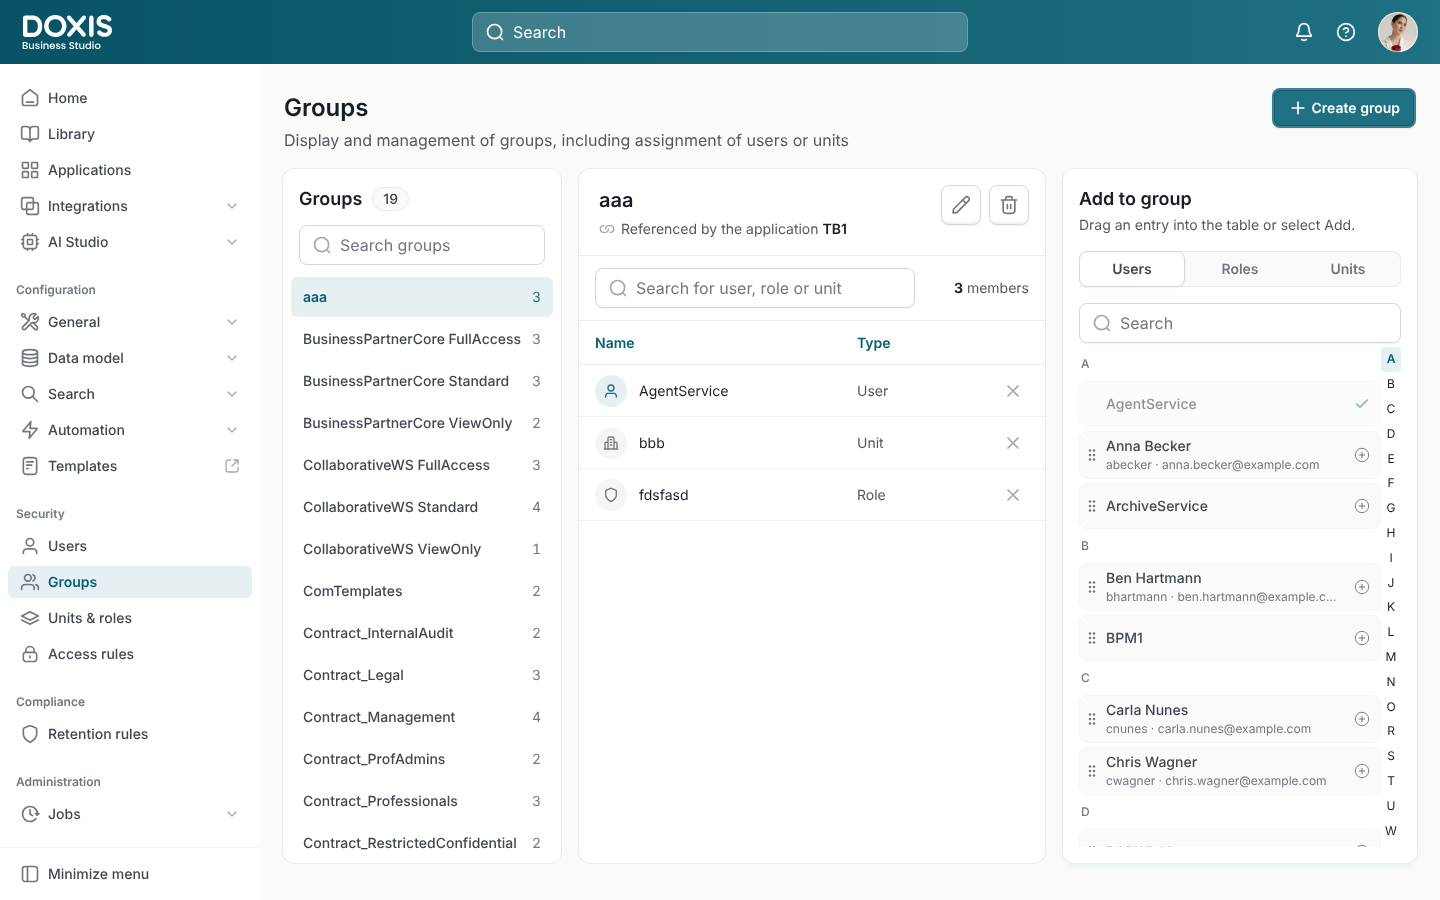 DOXIS
Business Studio
Search
Home
Library
Applications
Integrations
AI Studio
Configuration
General
Data model
Search
Automation
Templates
Security
Users
Groups
Units & roles
Access rules
Compliance
Retention rules
Administration
Jobs
Minimize menu
Groups
Display and management of groups, including assignment of users or units
Create group
Groups 19
Search groups
aaa 3
BusinessPartnerCore FullAccess 3
BusinessPartnerCore Standard 3
BusinessPartnerCore ViewOnly 2
CollaborativeWS FullAccess 3
CollaborativeWS Standard 4
CollaborativeWS ViewOnly 1
ComTemplates 2
Contract_InternalAudit 2
Contract_Legal 3
Contract_Management 4
Contract_ProfAdmins 2
Contract_Professionals 3
Contract_RestrictedConfidential 2
aaa
Referenced by the application TB1
Search for user, role or unit
3 members
Name Type
AgentService User
bbb Unit
fdsfasd Role
Add to group
Drag an entry into the table or select Add.
Users Roles Units
Search
A
AgentService
Anna Becker
abecker · anna.becker@example.com
ArchiveService
B
Ben Hartmann
bhartmann · ben.hartmann@example.c...
BPM1
C
Carla Nunes
cnunes · carla.nunes@example.com
Chris Wagner
cwagner · chris.wagner@example.com
D
A
B
C
D
E
F
G
H
I
J
K
L
M
N
O
R
S
T
U
W